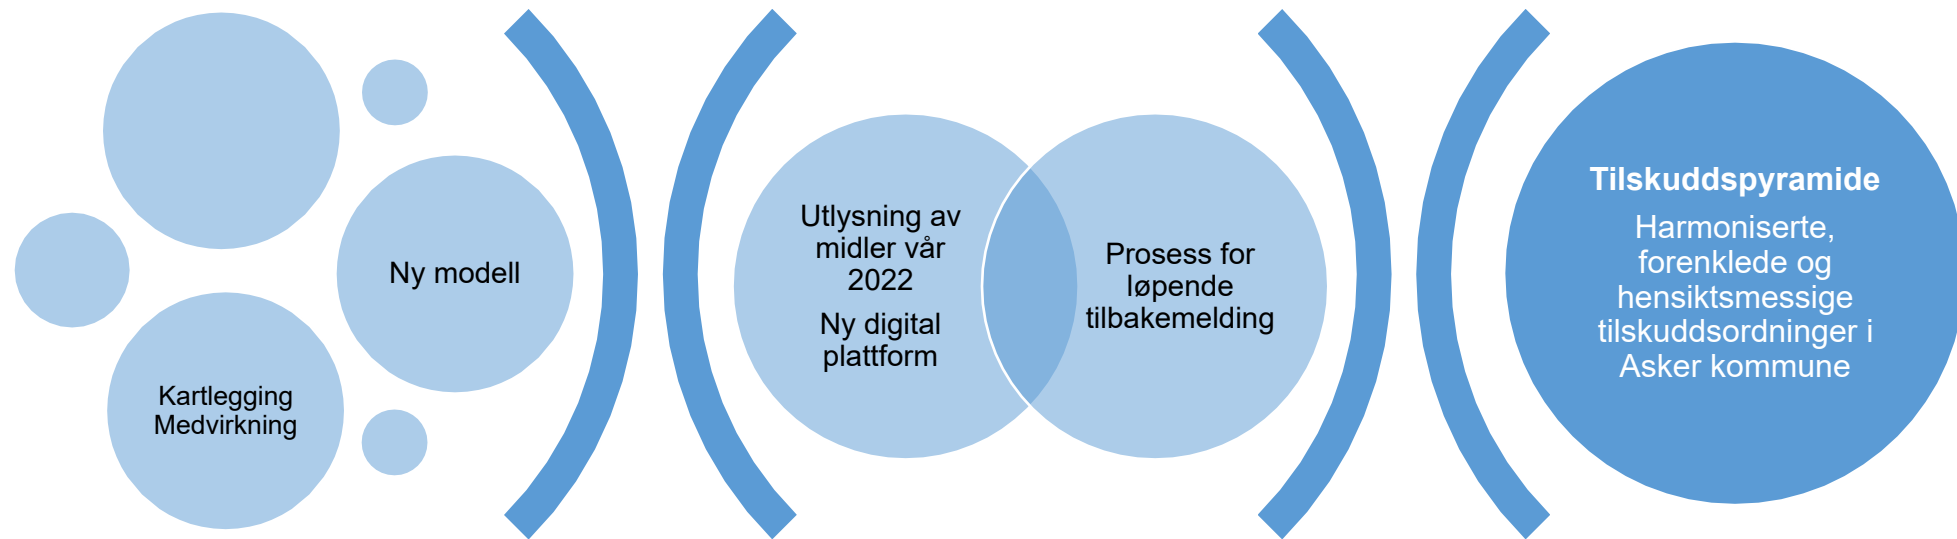 Kartlegging
Medvirkning
Ny modell
Utlysning av
midler vår
2022
Ny digital
plattform
Prosess for
løpende
tilbakemelding
Tilskuddspyramide
Harmoniserte,
forenklede og
hensiktsmessige
tilskuddsordninger i
Asker kommune